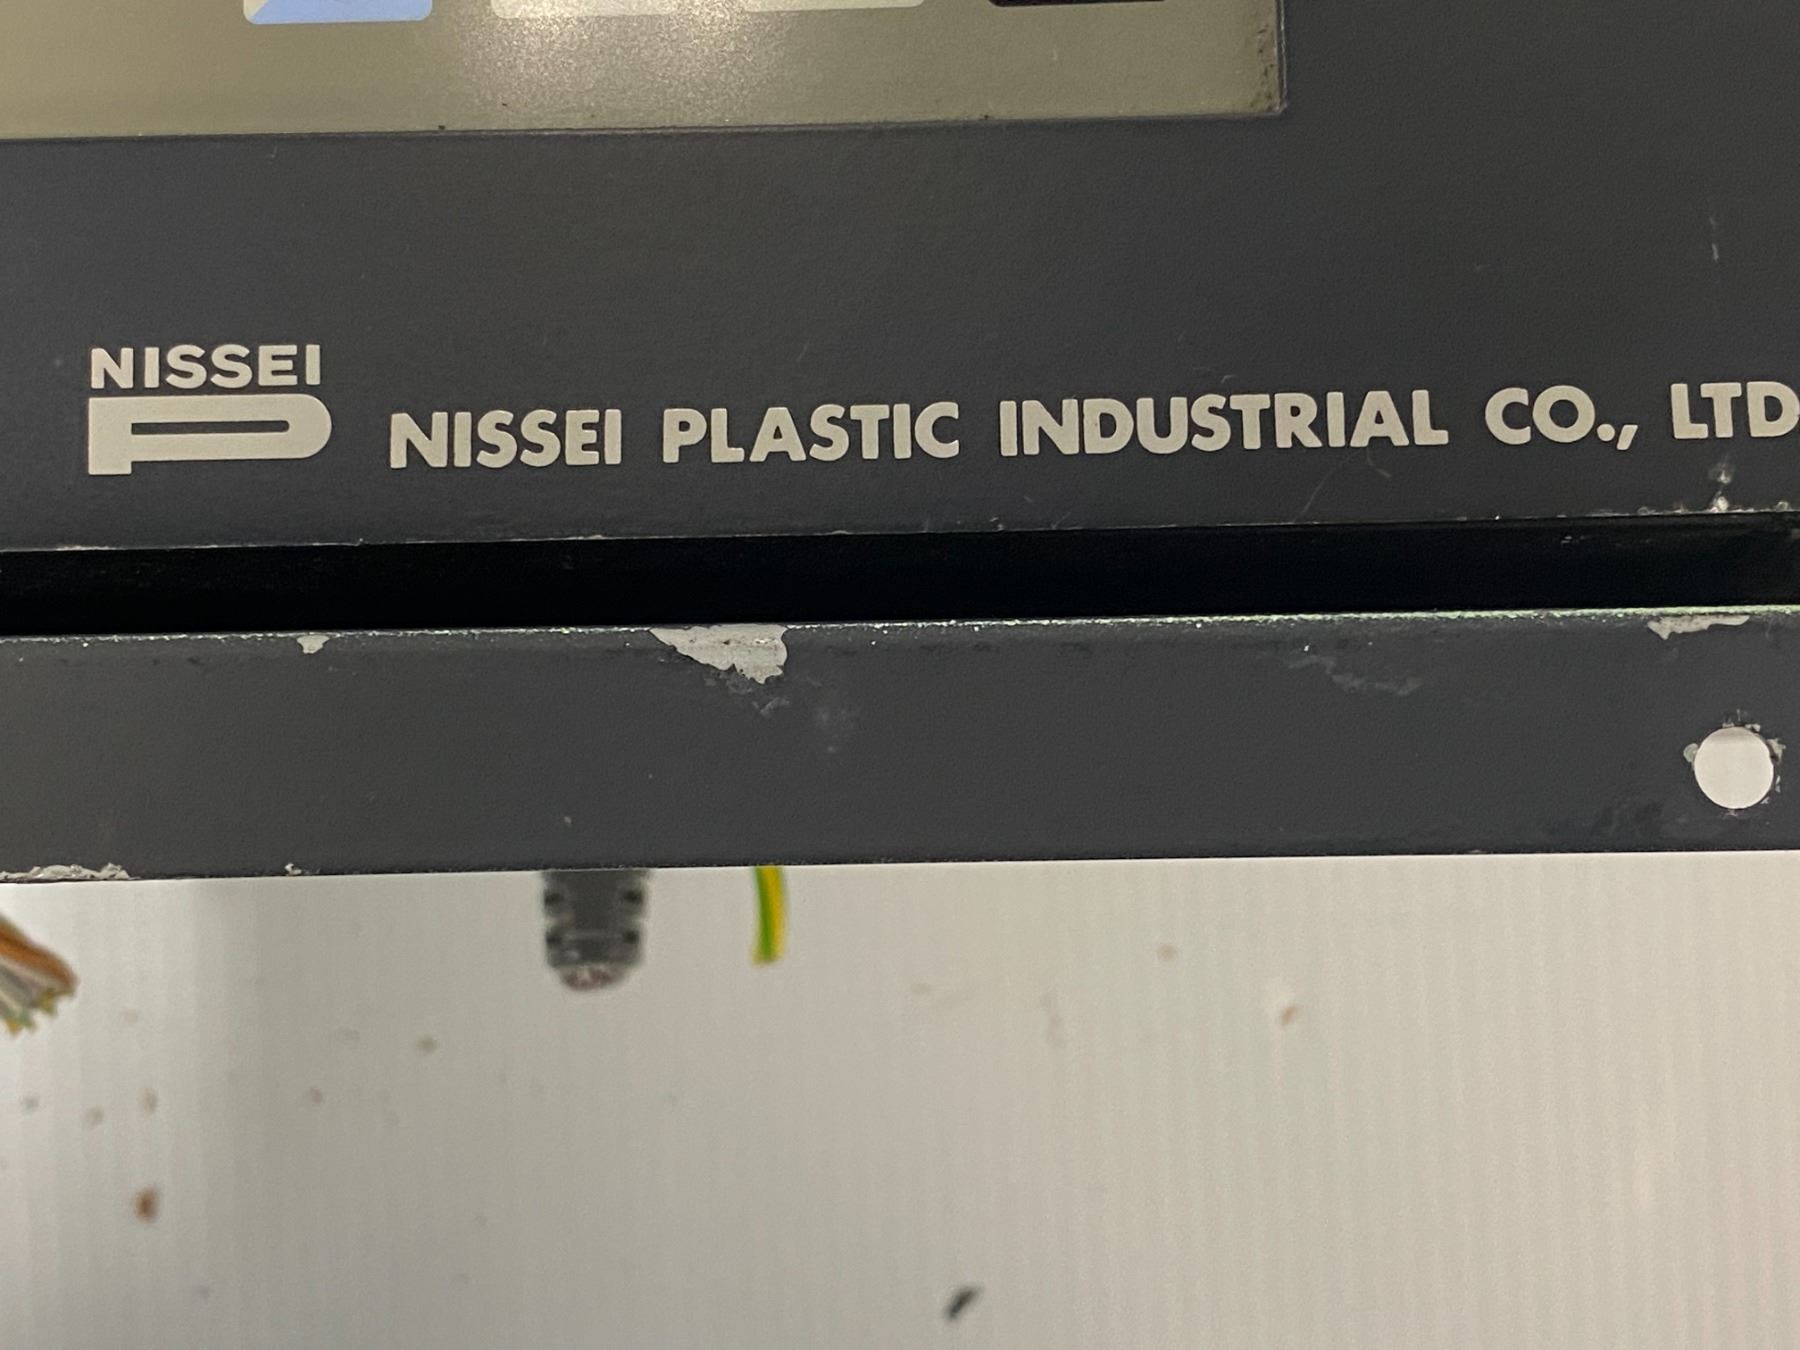 NISSEI
NISSEI PLASTIC INDUSTRIAL CO., LTD